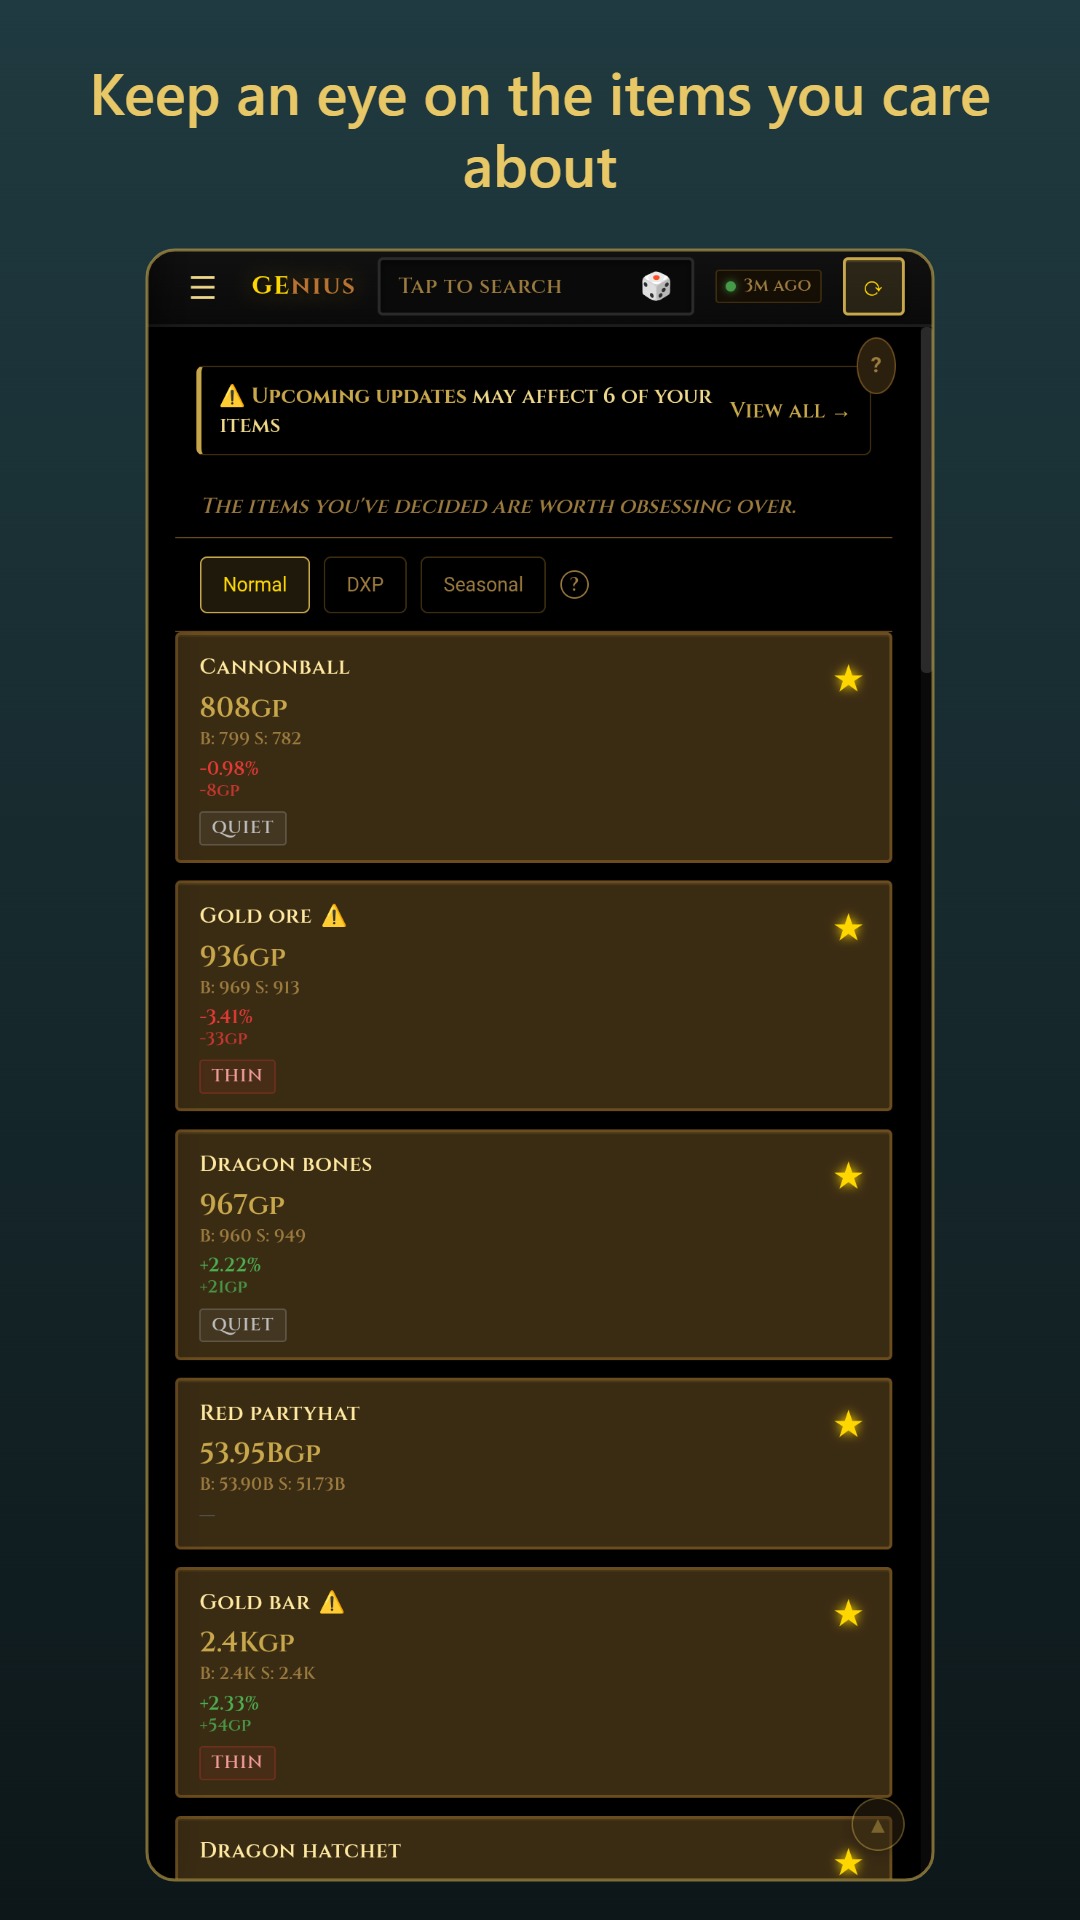 Keep an eye on the items you care
about
☰ GENIUS Tap to search 3m ago ⟳
?
⚠️ Upcoming updates may affect 6 of your
items
View all →
The items you've decided are worth obsessing over.
Normal DXP Seasonal ?
Cannonball ★
808gp
B: 799 S: 782
-0.98%
-8gp
QUIET
Gold ore ⚠️ ★
936gp
B: 969 S: 913
-3.41%
-33gp
THIN
Dragon bones ★
967gp
B: 960 S: 949
+2.22%
+21gp
QUIET
Red partyhat ★
53.95Bgp
B: 53.90B S: 51.73B
—
Gold bar ⚠️ ★
2.4Kgp
B: 2.4K S: 2.4K
+2.33%
+54gp
THIN
▲
Dragon hatchet ★